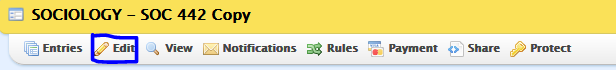 SOCIOLOGY – SOC 442 Copy
Entries Edit View Notifications Rules Payment Share Protect